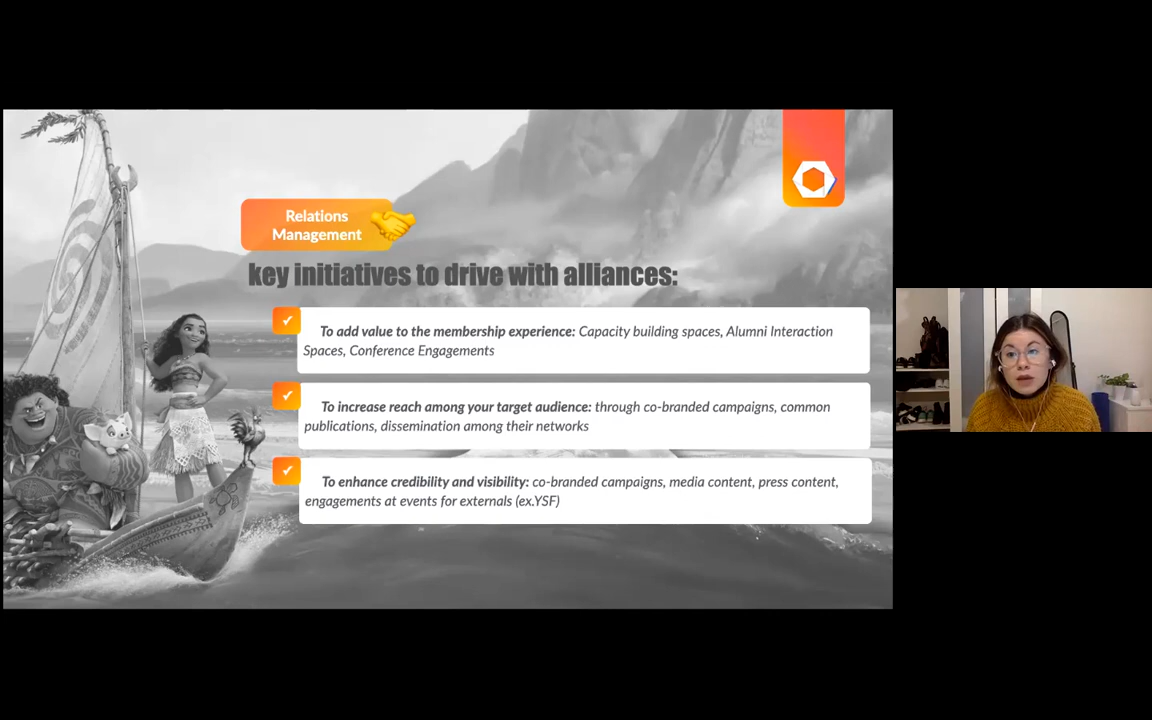 Relations
Management
key initiatives to drive with alliances:
To add value to the membership experience: Capacity building spaces, Alumni Interaction
Spaces, Conference Engagements
To increase reach among your target audience: through co-branded campaigns, common
publications, dissemination among their networks
To enhance credibility and visibility: co-branded campaigns, media content, press content,
engagements at events for externals (ex.YSF)